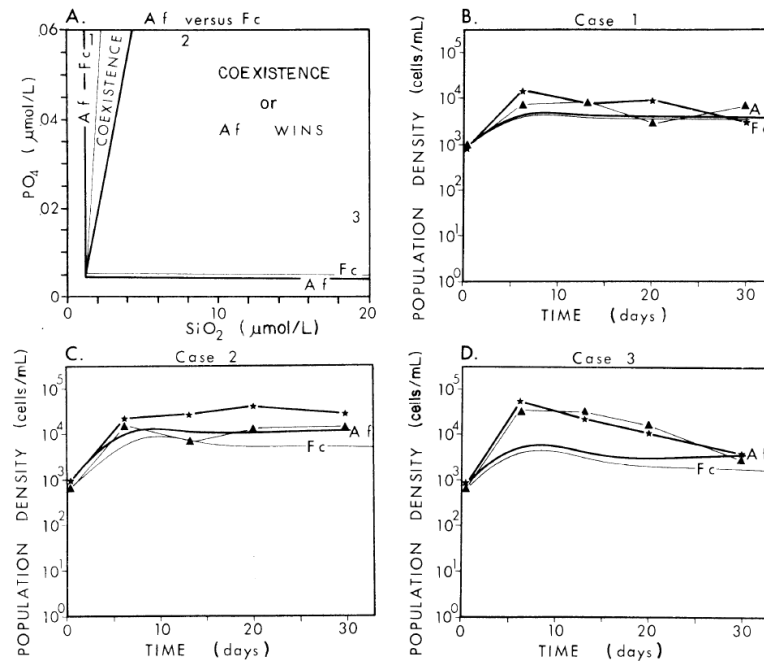 A. Af versus Fc
.06
.04
.02
0
PO4 (μmol/L)
Af — Fc
1
COEXISTENCE
2
COEXISTENCE
or
Af WINS
3
Fc
Af
0 4 8 12 16 20
SiO2 (μmol/L)
B. Case 1
POPULATION DENSITY (cells/mL)
10^5
10^4
10^3
10^2
10^1
10^0
A
Fc
0 10 20 30
TIME (days)
C. Case 2
POPULATION DENSITY (cells/mL)
10^5
10^4
10^3
10^2
10^1
10^0
Af
Fc
0 10 20 30
TIME (days)
D. Case 3
POPULATION DENSITY (cells/mL)
10^5
10^4
10^3
10^2
10^1
10^0
Af
Fc
0 10 20 30
TIME (days)